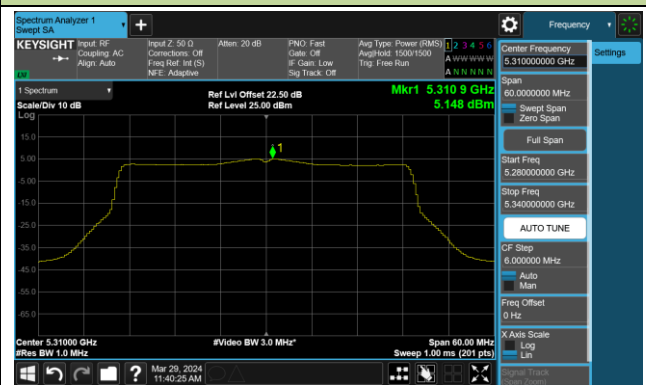 Spectrum Analyzer 1
Swept SA
Frequency
KEYSIGHT
Input: RF
Coupling: AC
Align: Auto
Input Z: 50 Ω
Corrections: Off
Freq Ref: Int (S)
NFE: Adaptive
Atten: 20 dB
PNO: Fast
Gate: Off
IF Gain: Low
Sig Track: Off
Avg Type: Power (RMS)
Avg|Hold: 1500/1500
Trig: Free Run
1 2 3 4 5 6
A W W W W W
A N N N N N
LXI
1 Spectrum
Scale/Div 10 dB
Log
Ref Lvl Offset 22.50 dB
Ref Level 25.00 dBm
Mkr1 5.310 9 GHz
5.148 dBm
15.0
5.00
-5.00
-15.0
-25.0
-35.0
-45.0
-55.0
-65.0
1
Center 5.31000 GHz
#Res BW 1.0 MHz
#Video BW 3.0 MHz*
Span 60.00 MHz
Sweep 1.00 ms (201 pts)
Mar 29, 2024
11:40:25 AM
Center Frequency
5.310000000 GHz
Settings
Span
60.0000000 MHz
Swept Span
Zero Span
Full Span
Start Freq
5.280000000 GHz
Stop Freq
5.340000000 GHz
AUTO TUNE
CF Step
6.000000 MHz
Auto
Man
Freq Offset
0 Hz
X Axis Scale
Log
Lin
Signal Track
(Span Zoom)